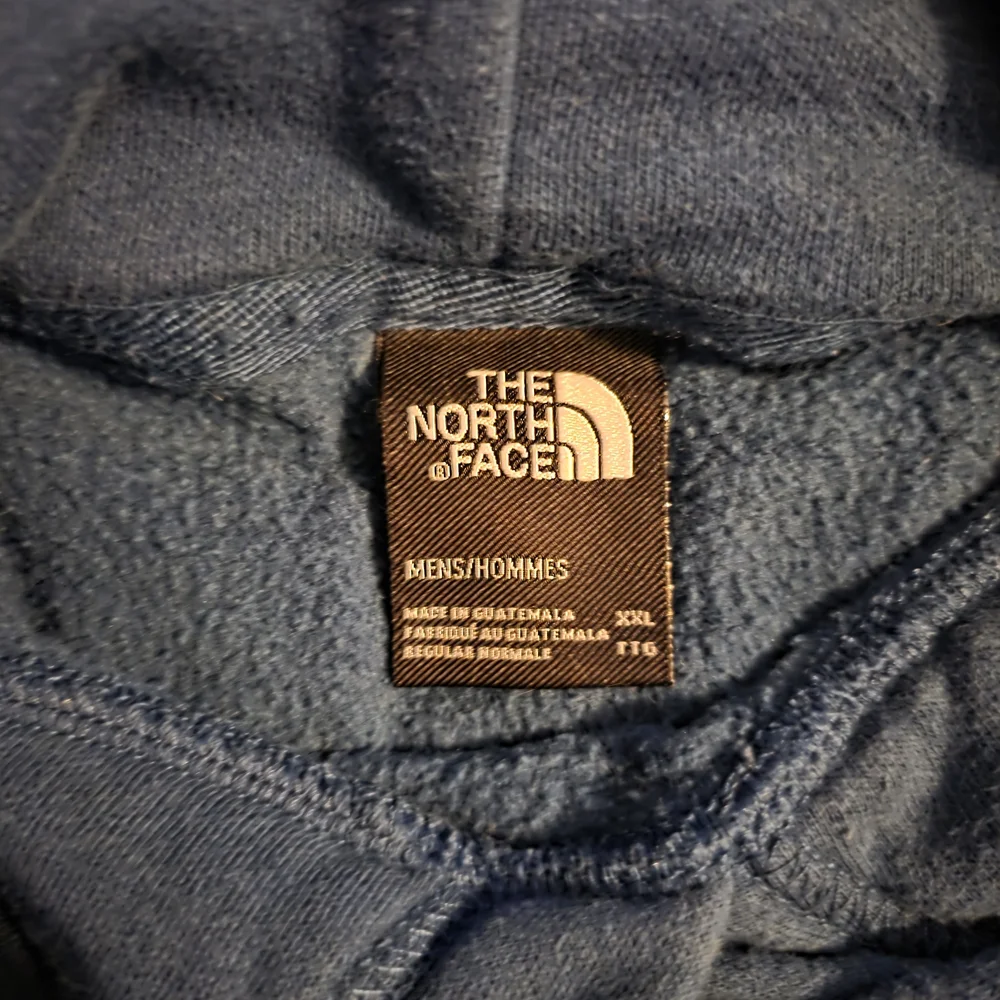 THE
NORTH
®FACE
MENS/HOMMES
MADE IN GUATEMALA XXL
FABRIQUÉ AU GUATEMALA
REGULAR NORMALE TTG